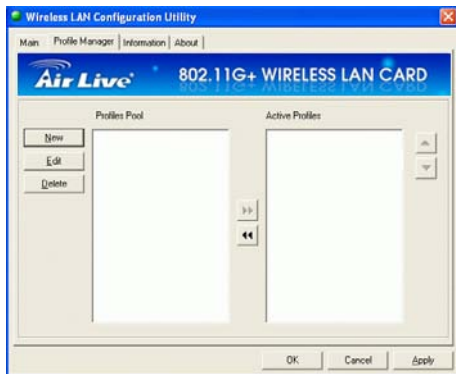 Wireless LAN Configuration Utility
Main Profile Manager Information About
Air Live 802.11G+ WIRELESS LAN CARD
Profiles Pool Active Profiles
New
Edit
Delete
OK Cancel Apply